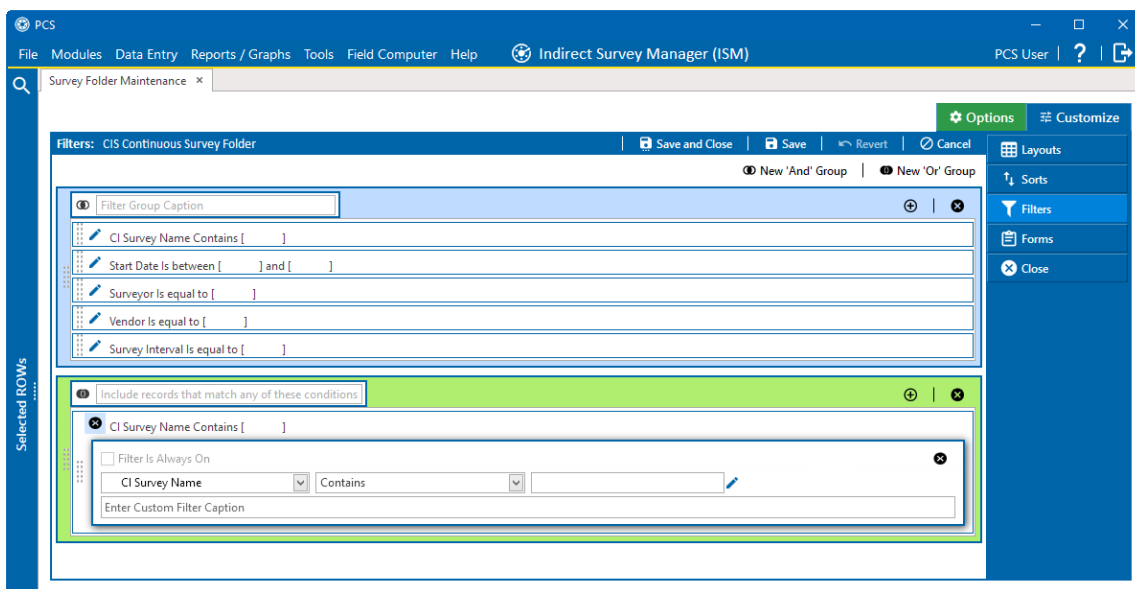 PCS
File Modules Data Entry Reports / Graphs Tools Field Computer Help Indirect Survey Manager (ISM) PCS User | ? |
Survey Folder Maintenance ×
Options Customize
Filters: CIS Continuous Survey Folder | Save and Close | Save | Revert | Cancel
Layouts
New 'And' Group | New 'Or' Group
Sorts
Filter Group Caption
Filters
CI Survey Name Contains [ ]
Forms
Start Date Is between [ ] and [ ]
Close
Surveyor Is equal to [ ]
Vendor Is equal to [ ]
Survey Interval Is equal to [ ]
Selected ROWs
Include records that match any of these conditions
CI Survey Name Contains [ ]
Filter Is Always On
CI Survey Name Contains
Enter Custom Filter Caption